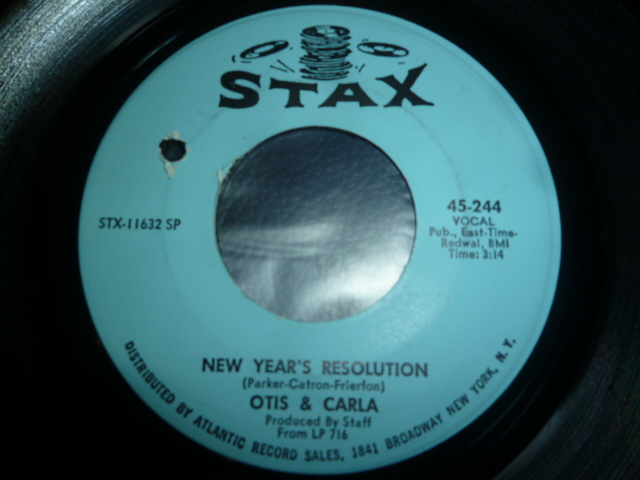 STAX
STX-11632 SP
45-244
VOCAL
Pub., East-Time-
Redwal, BMI
Time: 3:14
NEW YEAR'S RESOLUTION
(Parker-Catron-Frierfon)
OTIS & CARLA
Produced By Staff
From LP 716
DISTRIBUTED BY ATLANTIC RECORD SALES, 1841 BROADWAY NEW YORK, N.Y.